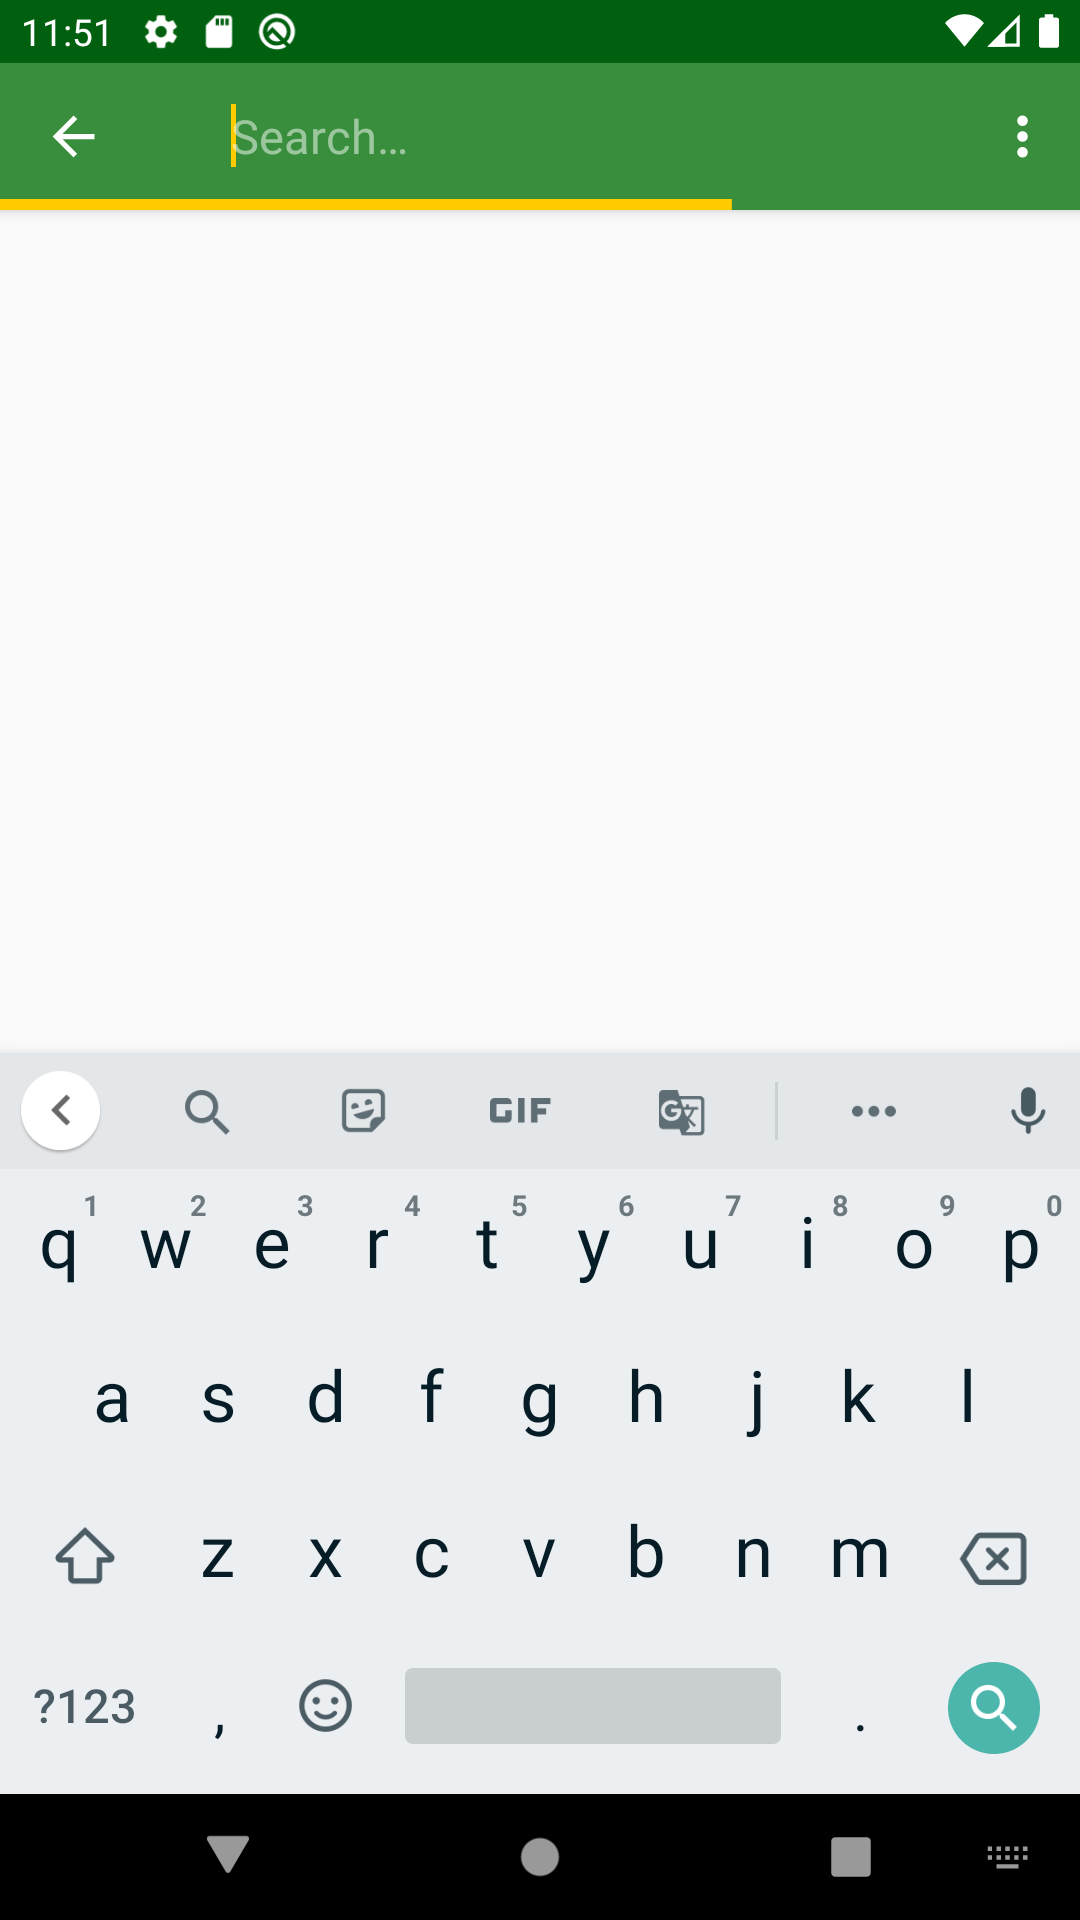 11:51
Search…
GIF
G
1 2 3 4 5 6 7 8 9 0
q w e r t y u i o p
a s d f g h j k l
z x c v b n m
?123 , .